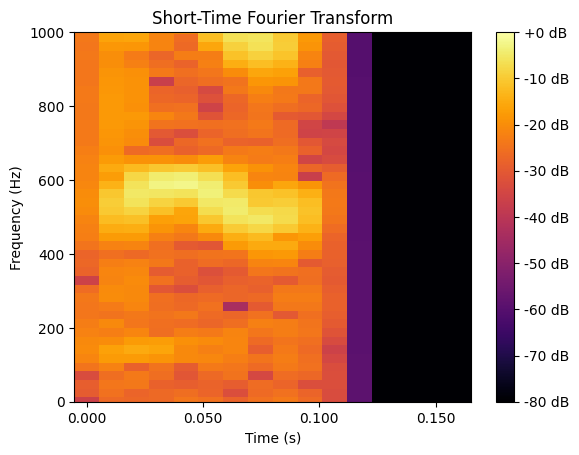 Short-Time Fourier Transform
Frequency (Hz)
1000
800
600
400
200
0
0.000 0.050 0.100 0.150
Time (s)
+0 dB
-10 dB
-20 dB
-30 dB
-40 dB
-50 dB
-60 dB
-70 dB
-80 dB